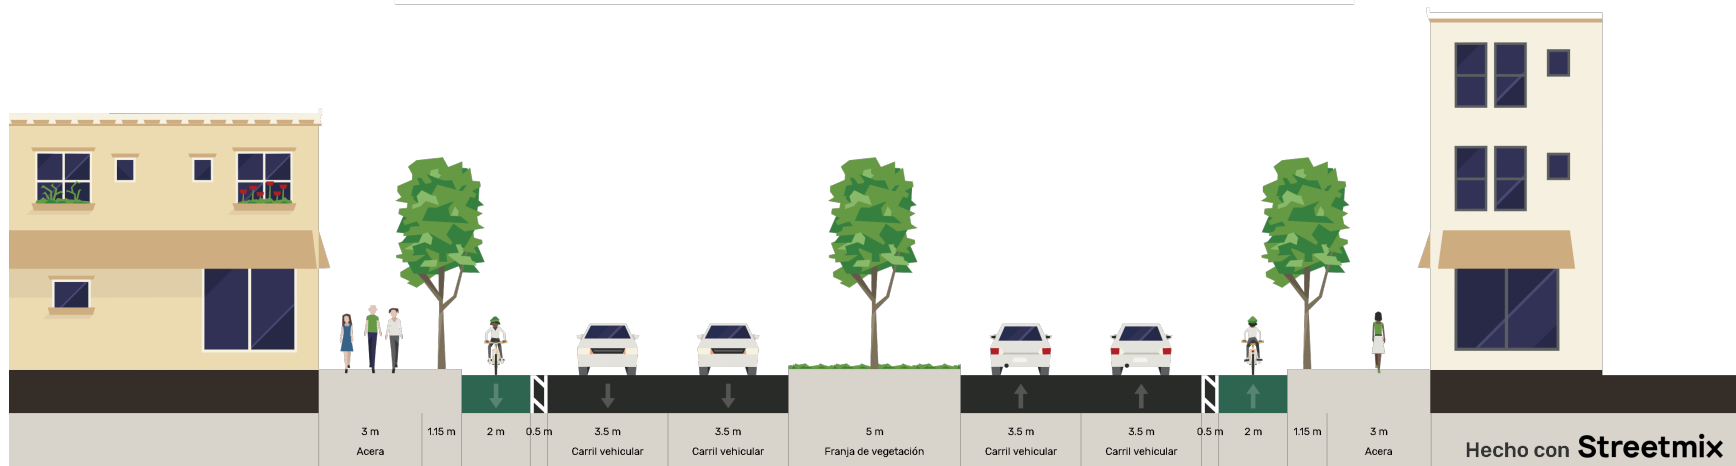 3 m 1.15 m 2 m 0.5 m 3.5 m 3.5 m 5 m 3.5 m 3.5 m 0.5 m 2 m 1.15 m 3 m
Acera Carril vehicular Carril vehicular Franja de vegetación Carril vehicular Carril vehicular Acera
Hecho con Streetmix